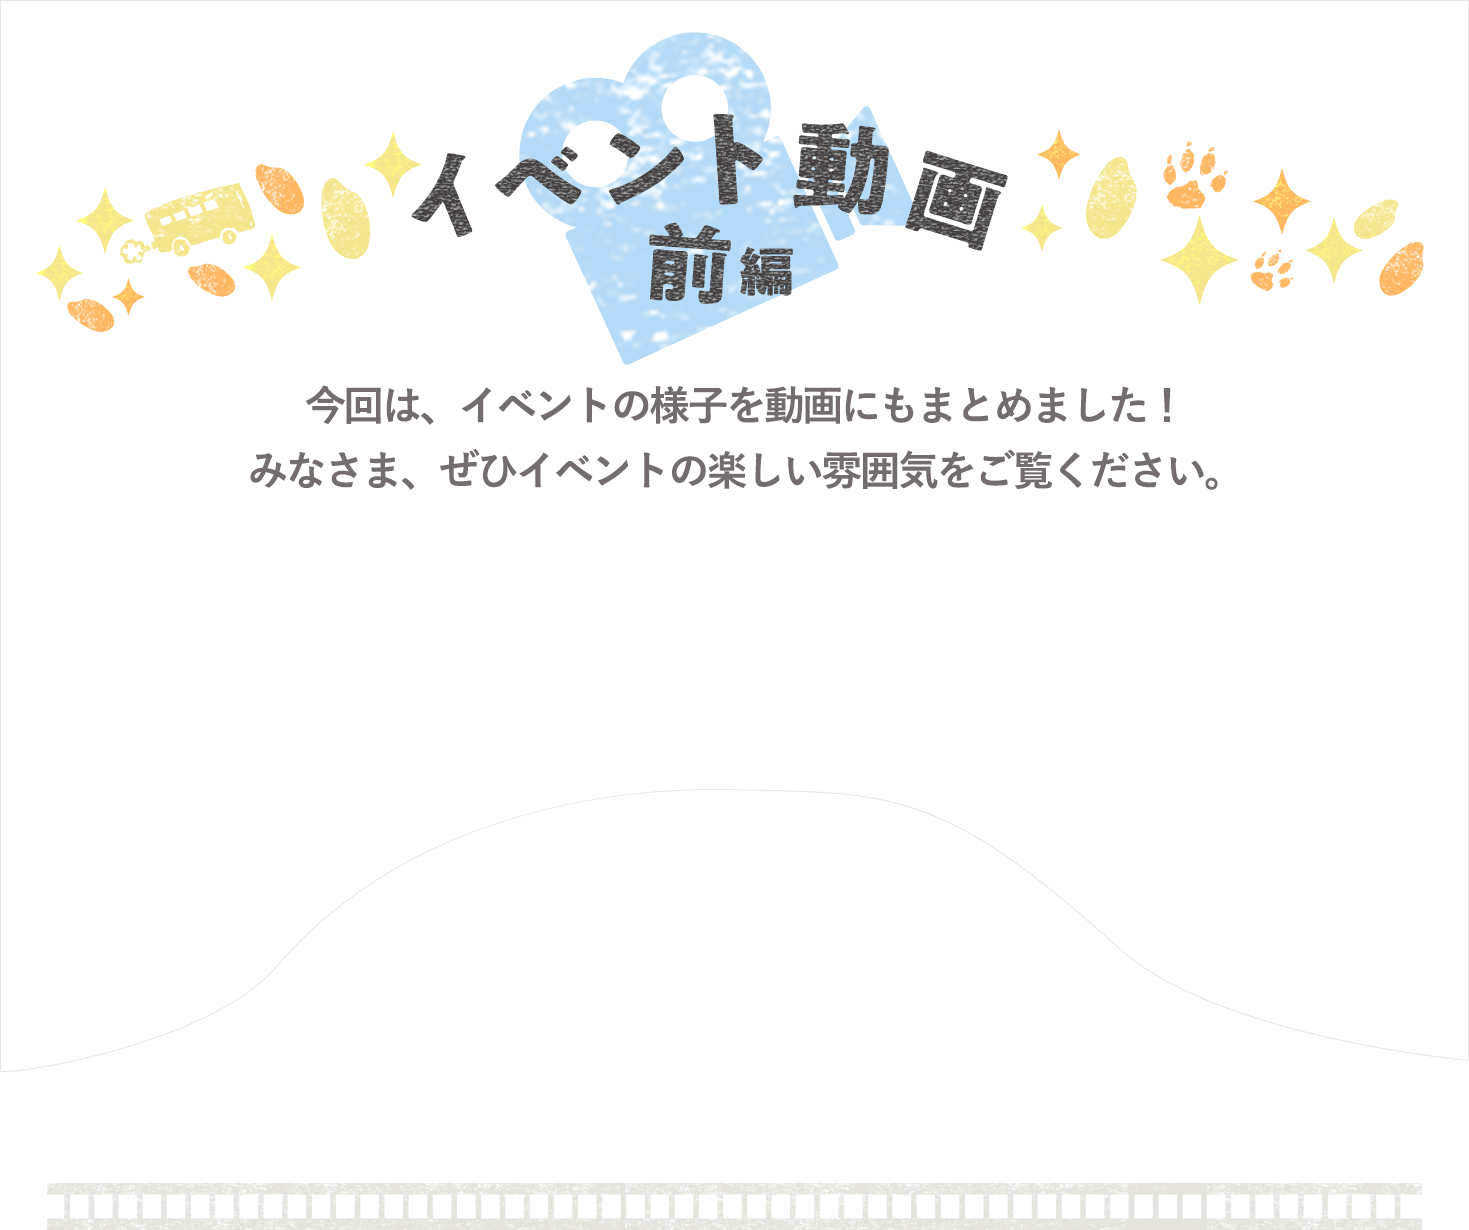 イベント動画
前編
今回は、イベントの様子を動画にもまとめました！
みなさま、ぜひイベントの楽しい雰囲気をご覧ください。